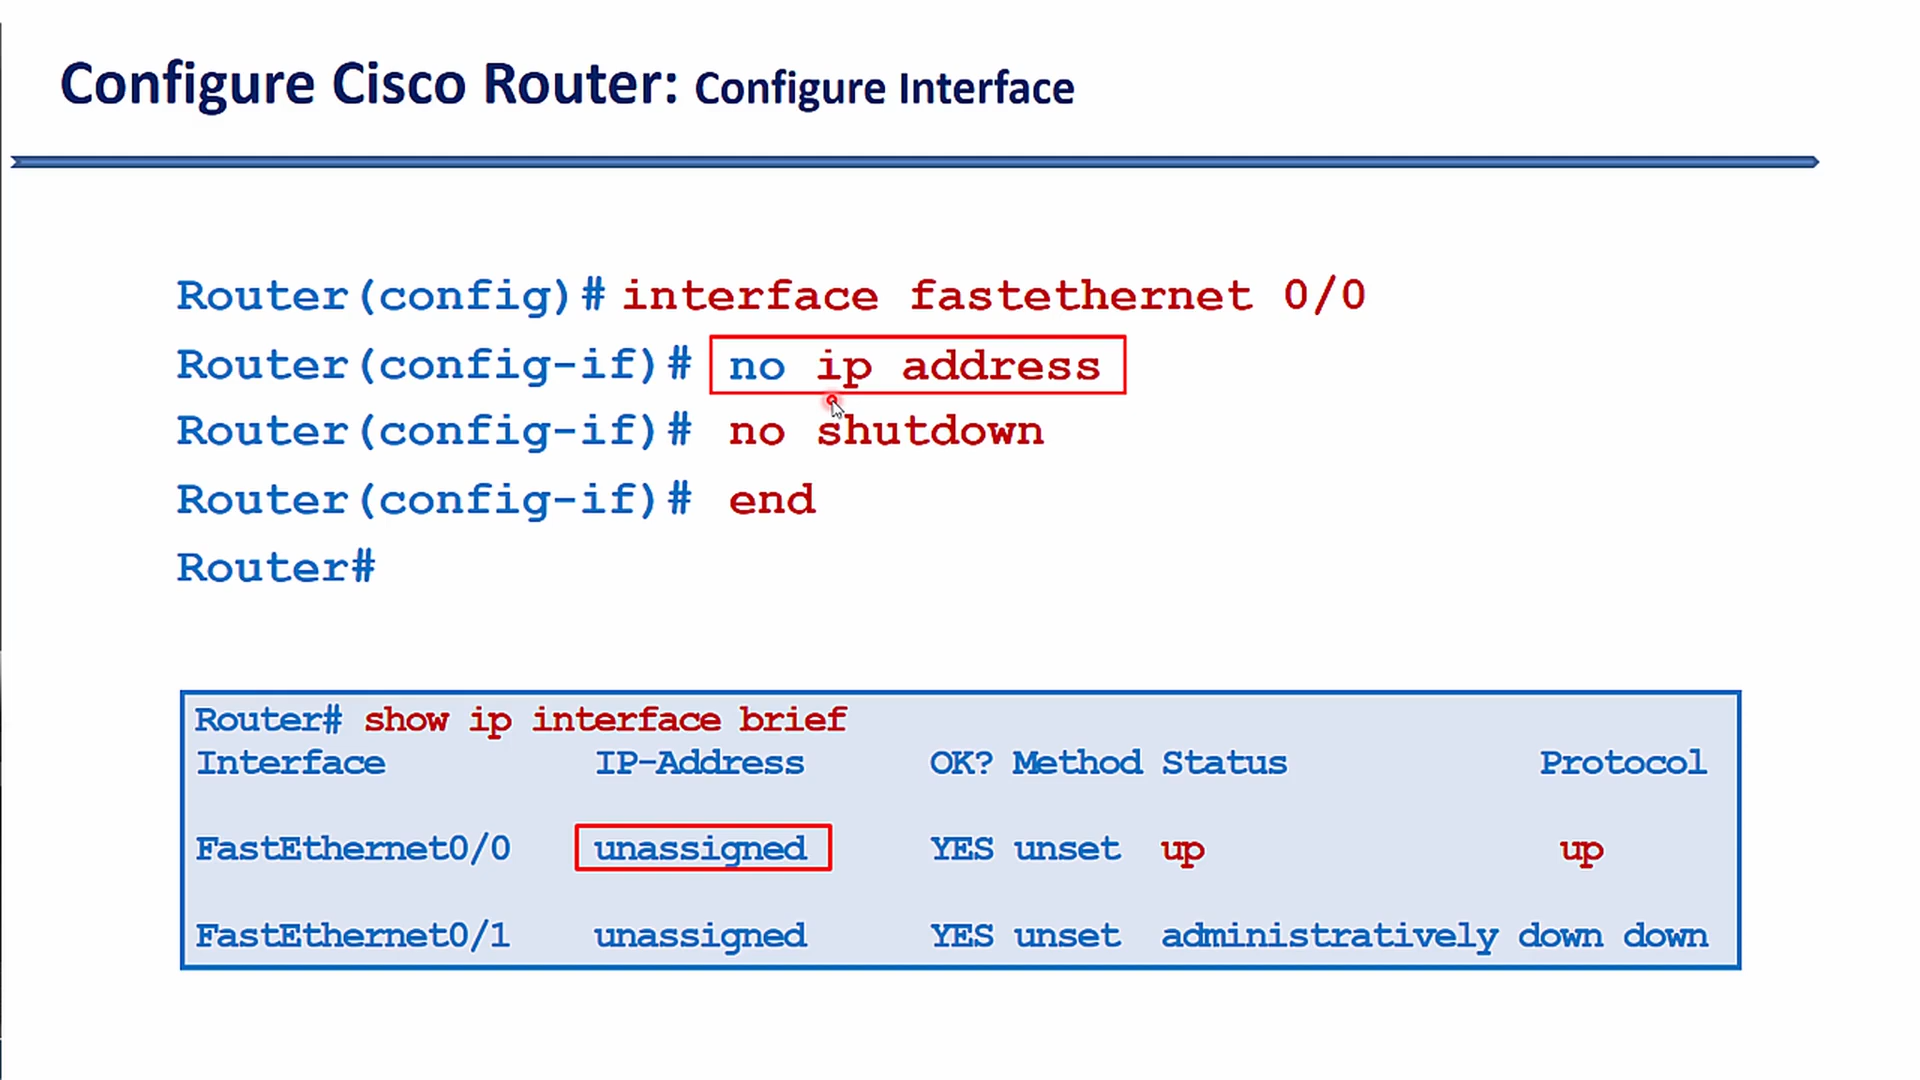 Configure Cisco Router: Configure Interface
Router(config)# interface fastethernet 0/0
Router(config-if)# no ip address
Router(config-if)# no shutdown
Router(config-if)# end
Router#
Router# show ip interface brief
Interface IP-Address OK? Method Status Protocol
FastEthernet0/0 unassigned YES unset up up
FastEthernet0/1 unassigned YES unset administratively down down